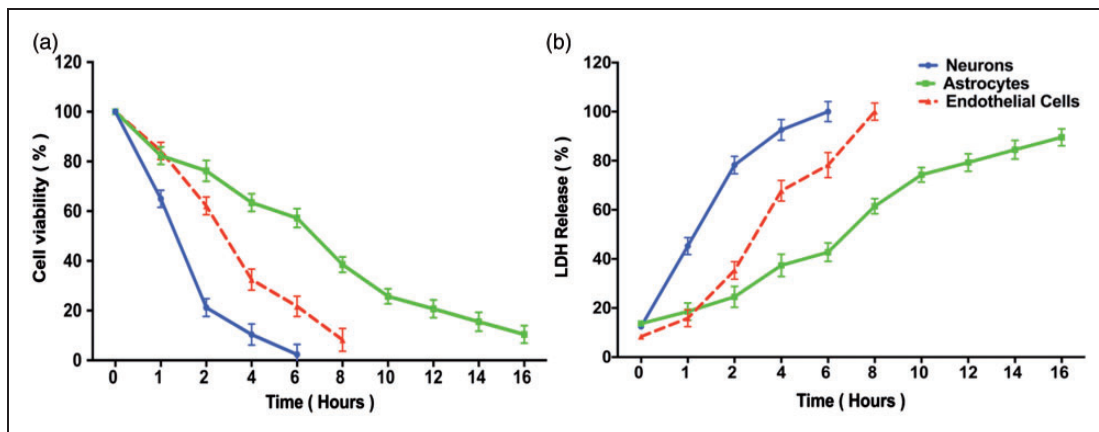 (a)
120
100
80
60
40
20
0
Cell viability ( % )
0 1 2 4 6 8 10 12 14 16
Time ( Hours )
(b)
120
100
80
60
40
20
0
LDH Release ( % )
0 1 2 4 6 8 10 12 14 16
Time ( Hours )
Neurons
Astrocytes
Endothelial Cells